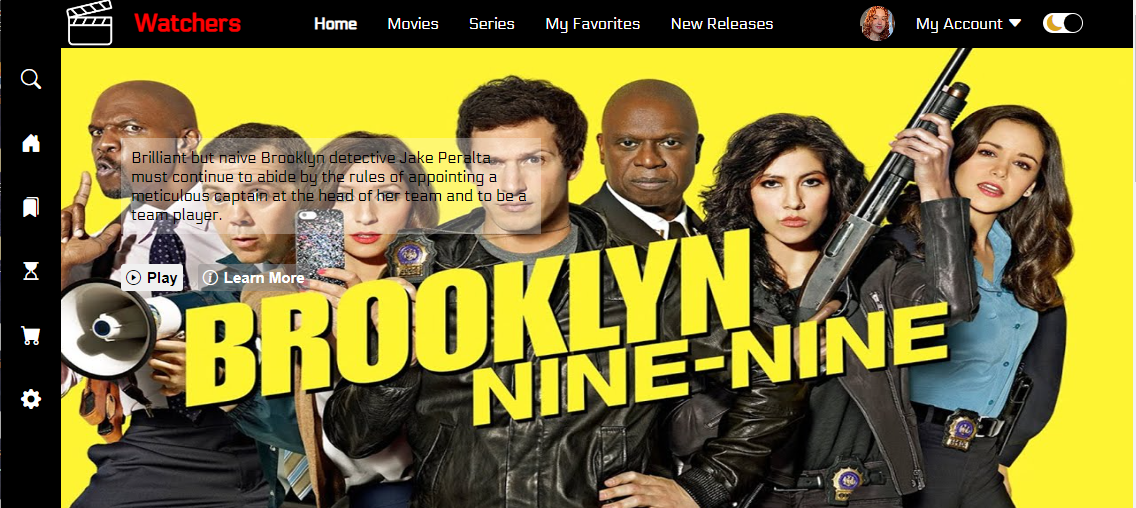 Watchers
Home
Movies
Series
My Favorites
New Releases
My Account
Brilliant but naive Brooklyn detective Jake Peralta
must continue to abide by the rules of appointing a
meticulous captain at the head of her team and to be a
team player.
Play
Learn More
BROOKLYN
NINE-NINE